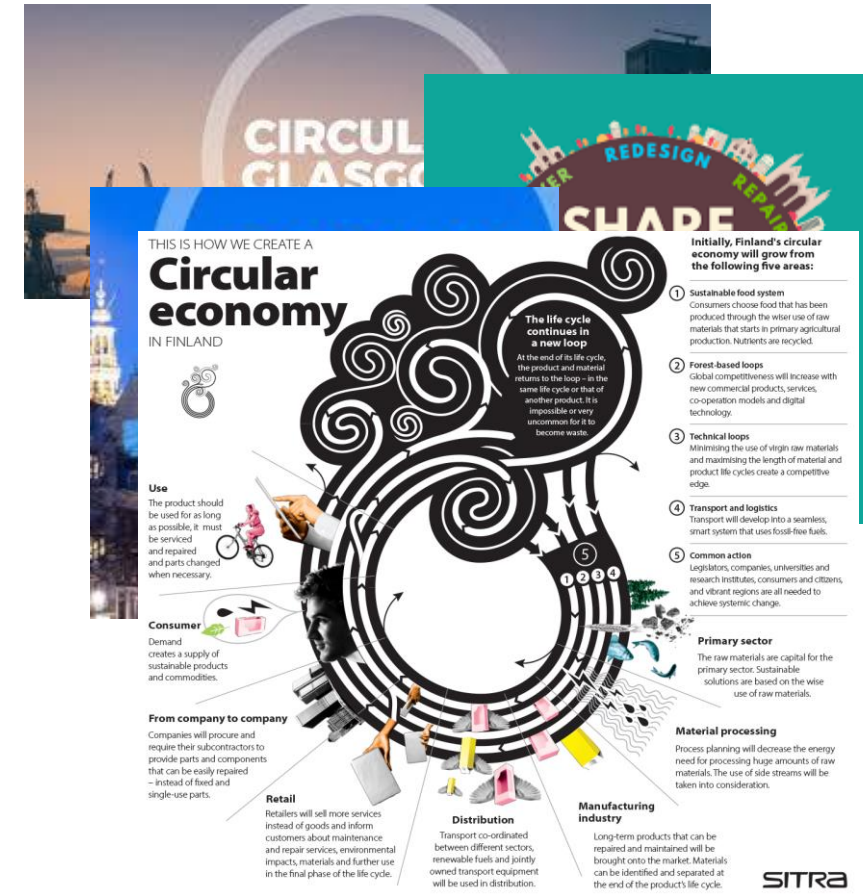 CIRCUL
GLASG
REDESIGN
REPAIR
SHARE
THIS IS HOW WE CREATE A
Circular
economy
IN FINLAND
The life cycle
continues in
a new loop
At the end of its life cycle,
the product and material
returns to the loop – in the
same life cycle or that of
another product. It is
impossible or very
uncommon for it to
become waste.
Initially, Finland's circular
economy will grow from
the following five areas:
1 Sustainable food system
Consumers choose food that has been
produced through the wiser use of raw
materials that starts in primary agricultural
production. Nutrients are recycled.
2 Forest-based loops
Global competitiveness will increase with
new commercial products, services,
co-operation models and digital
technology.
3 Technical loops
Minimising the use of virgin raw materials
and maximising the length of material and
product life cycles create a competitive
edge.
4 Transport and logistics
Transport will develop into a seamless,
smart system that uses fossil-free fuels.
5 Common action
Legislators, companies, universities and
research institutes, consumers and citizens,
and vibrant regions are all needed to
achieve systemic change.
5
1 2 3 4
Primary sector
The raw materials are capital for the
primary sector. Sustainable
solutions are based on the wise
use of raw materials.
Material processing
Process planning will decrease the energy
need for processing huge amounts of raw
materials. The use of side streams will be
taken into consideration.
Manufacturing
industry
Long-term products that can be
repaired and maintained will be
brought onto the market. Materials
can be identified and separated at
the end of the product's life cycle.
Distribution
Transport co-ordinated
between different sectors,
renewable fuels and jointly
owned transport equipment
will be used in distribution.
Retail
Retailers will sell more services
instead of goods and inform
customers about maintenance
and repair services, environmental
impacts, materials and further use
in the final phase of the life cycle.
From company to company
Companies will procure and
require their subcontractors to
provide parts and components
that can be easily repaired
– instead of fixed and
single-use parts.
Consumer
Demand
creates a supply of
sustainable products
and commodities.
Use
The product should
be used for as long
as possible, it must
be serviced
and repaired
and parts changed
when necessary.
SITRA